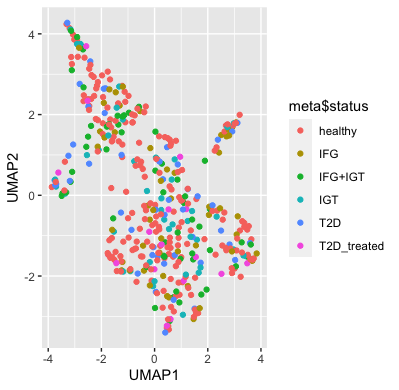 4
2
0
-2
UMAP2
-4
-2
0
2
4
UMAP1
meta$status
healthy
IFG
IFG+IGT
IGT
T2D
T2D_treated